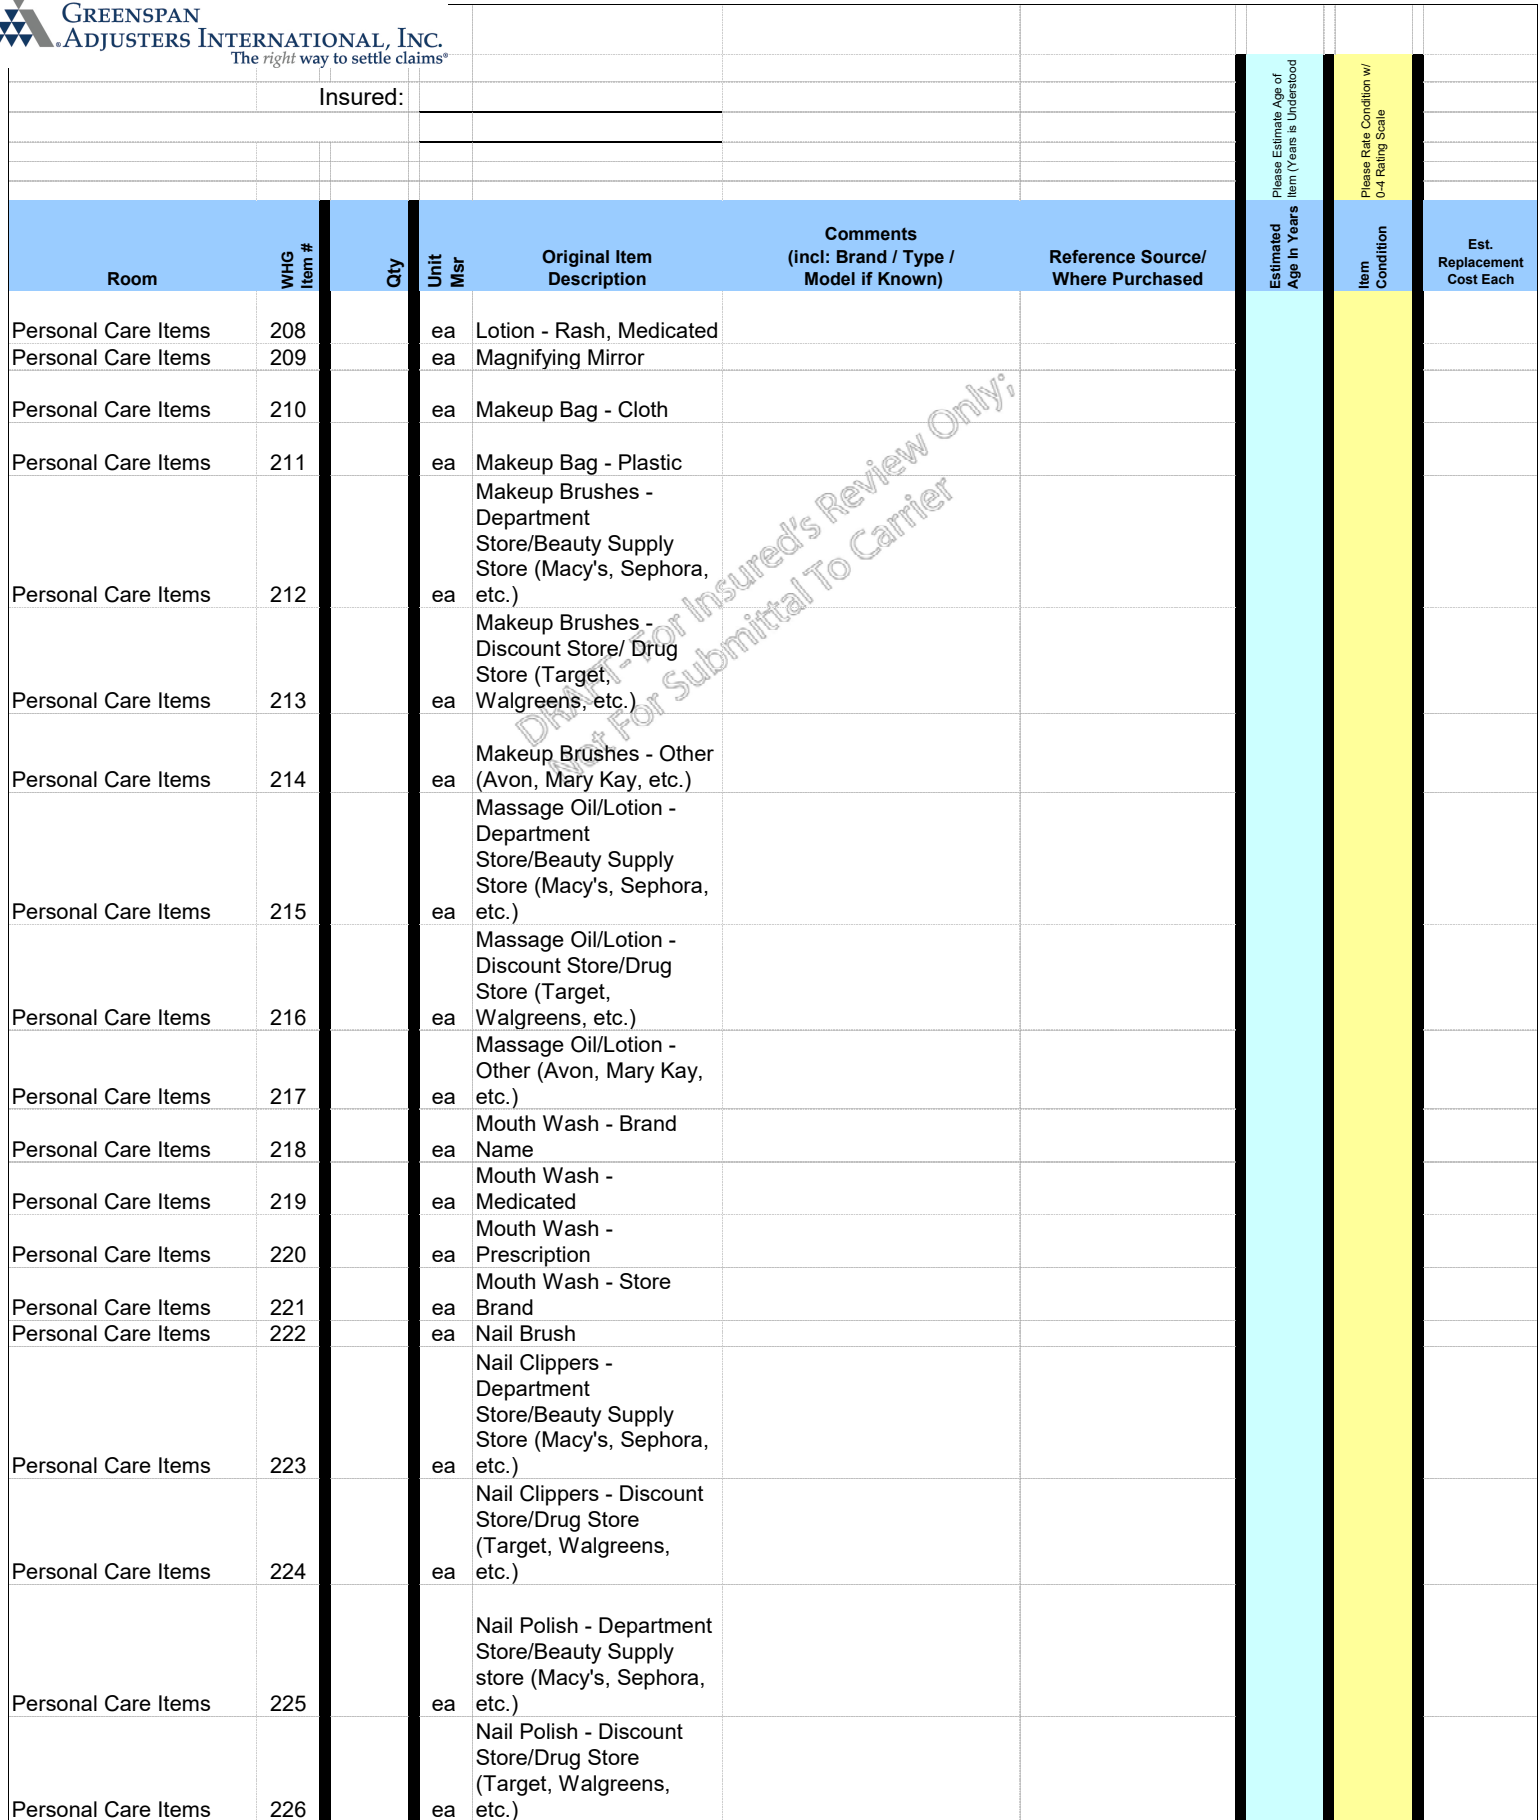 GREENSPAN
ADJUSTERS INTERNATIONAL, INC.
The right way to settle claims®
Insured:
Please Estimate Age of
Item (Years is Understood
Please Rate Condition w/
0-4 Rating Scale
Room
WHG
Item #
Qty
Unit
Msr
Original Item
Description
Comments
(incl: Brand / Type /
Model if Known)
Reference Source/
Where Purchased
Estimated
Age In Years
Item
Condition
Est.
Replacement
Cost Each
Personal Care Items 208 ea Lotion - Rash, Medicated
Personal Care Items 209 ea Magnifying Mirror
Personal Care Items 210 ea Makeup Bag - Cloth
Personal Care Items 211 ea Makeup Bag - Plastic
Makeup Brushes -
Department
Store/Beauty Supply
Store (Macy's, Sephora,
Personal Care Items 212 ea etc.)
Makeup Brushes -
Discount Store/ Drug
Store (Target,
Personal Care Items 213 ea Walgreens, etc.)
Makeup Brushes - Other
Personal Care Items 214 ea (Avon, Mary Kay, etc.)
Massage Oil/Lotion -
Department
Store/Beauty Supply
Store (Macy's, Sephora,
Personal Care Items 215 ea etc.)
Massage Oil/Lotion -
Discount Store/Drug
Store (Target,
Personal Care Items 216 ea Walgreens, etc.)
Massage Oil/Lotion -
Other (Avon, Mary Kay,
Personal Care Items 217 ea etc.)
Mouth Wash - Brand
Personal Care Items 218 ea Name
Mouth Wash -
Personal Care Items 219 ea Medicated
Mouth Wash -
Personal Care Items 220 ea Prescription
Mouth Wash - Store
Personal Care Items 221 ea Brand
Personal Care Items 222 ea Nail Brush
Nail Clippers -
Department
Store/Beauty Supply
Store (Macy's, Sephora,
Personal Care Items 223 ea etc.)
Nail Clippers - Discount
Store/Drug Store
(Target, Walgreens,
Personal Care Items 224 ea etc.)
Nail Polish - Department
Store/Beauty Supply
store (Macy's, Sephora,
Personal Care Items 225 ea etc.)
Nail Polish - Discount
Store/Drug Store
(Target, Walgreens,
Personal Care Items 226 ea etc.)
DRAFT- For Insured's Review Only;
Not For Submittal To Carrier